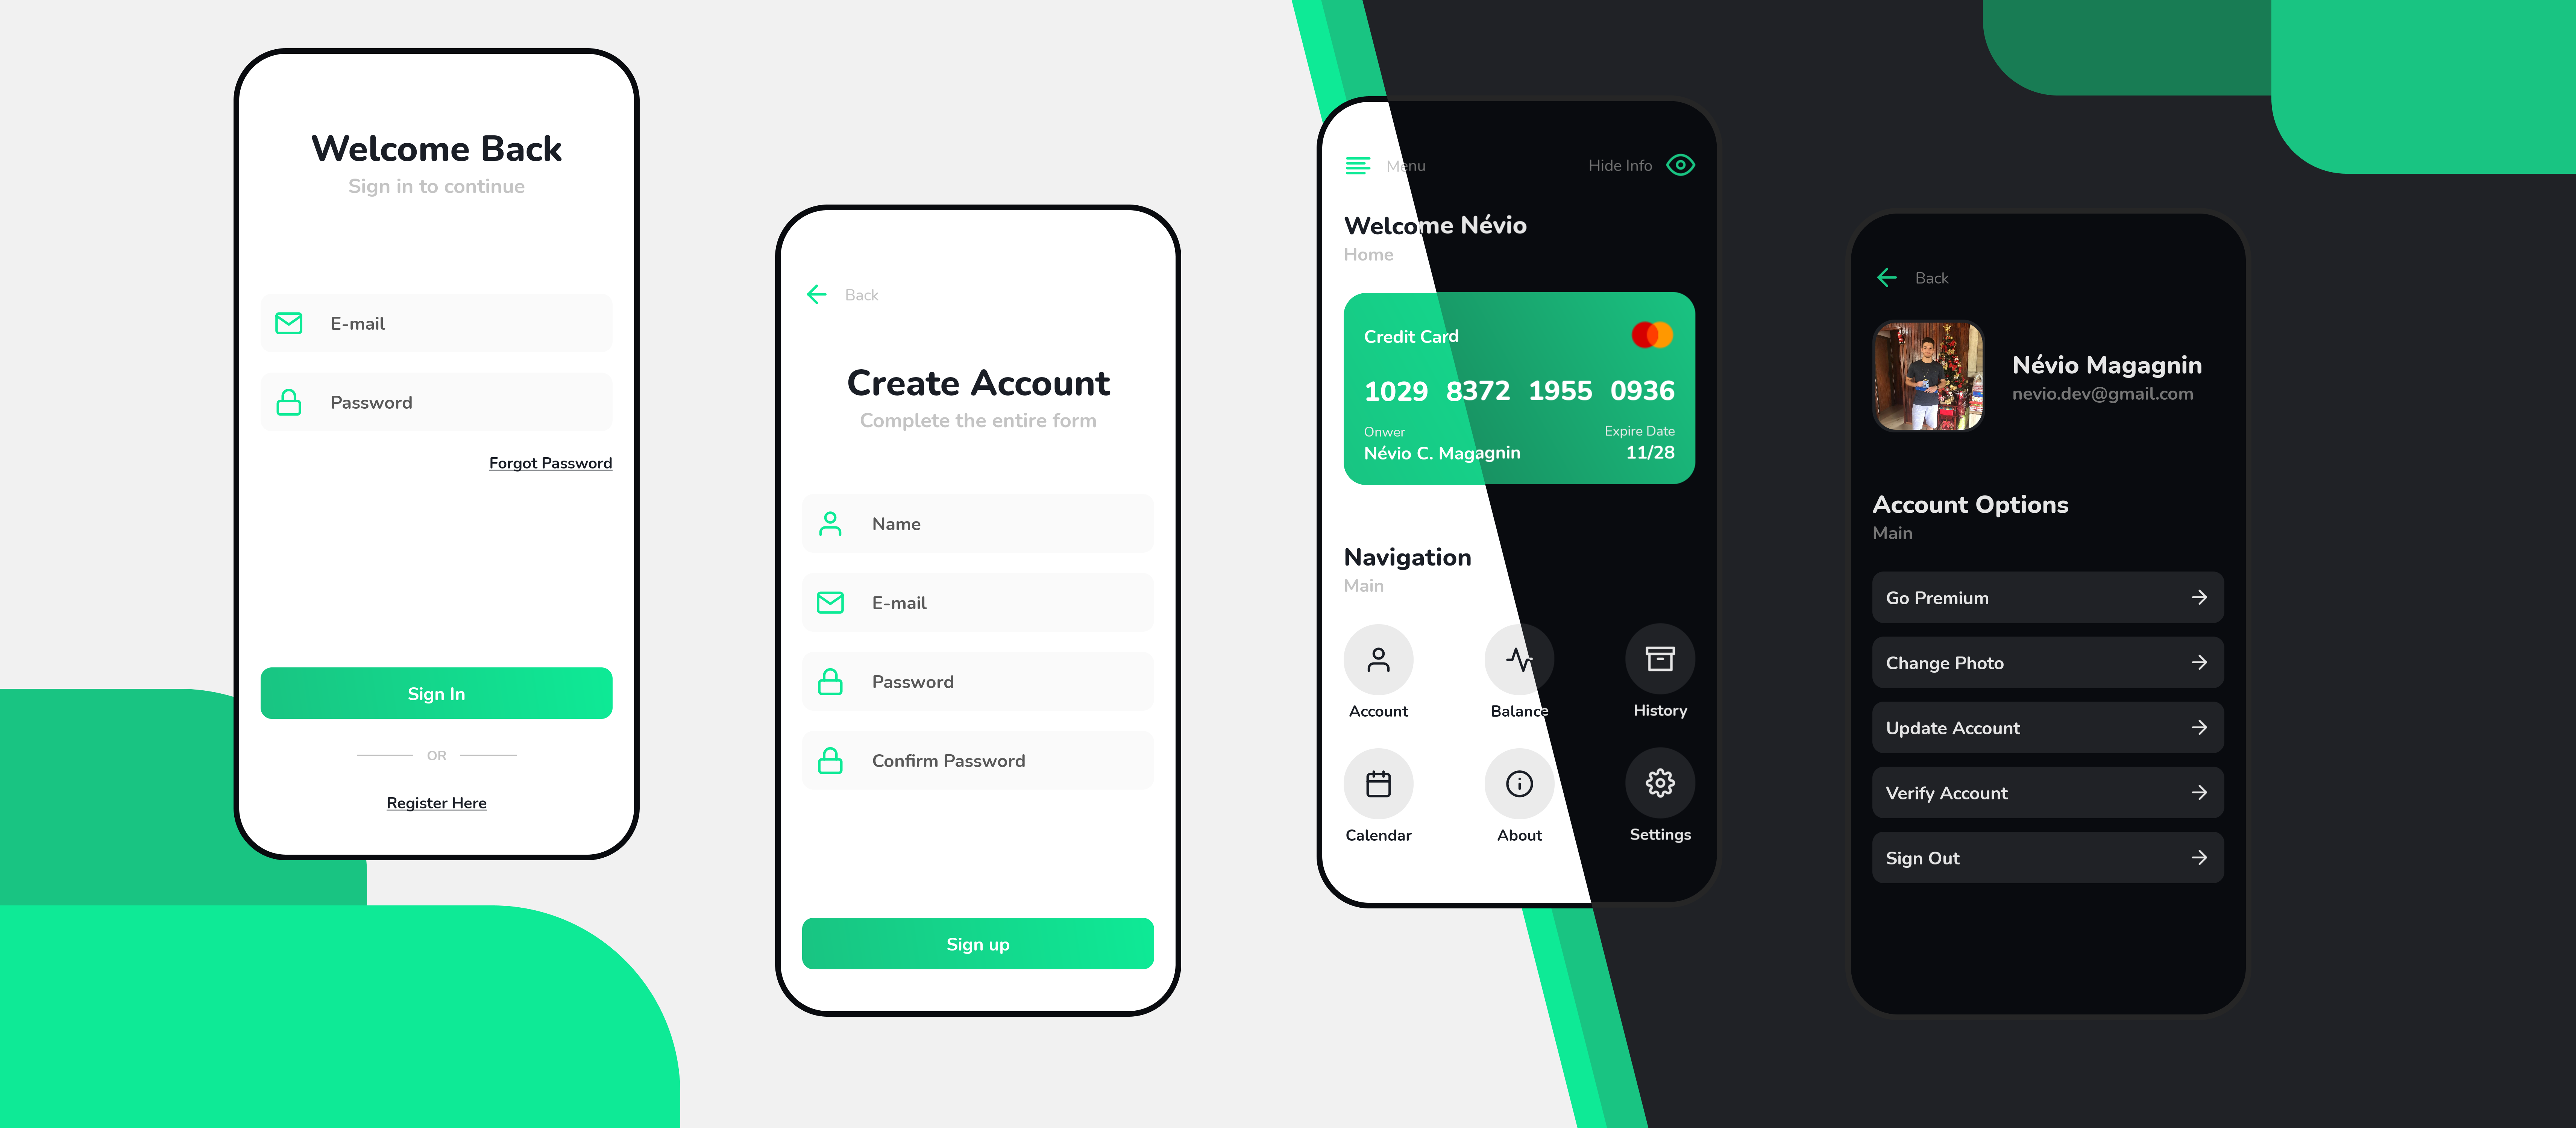 Welcome Back
Sign in to continue
E-mail
Password
Forgot Password
Sign In
OR
Register Here
Back
Create Account
Complete the entire form
Name
E-mail
Password
Confirm Password
Sign up
Menu
Hide Info
Welcome Névio
Home
Credit Card
1029 8372 1955 0936
Onwer
Expire Date
Névio C. Magagnin
11/28
Navigation
Main
Account
Balance
History
Calendar
About
Settings
Back
Névio Magagnin
nevio.dev@gmail.com
Account Options
Main
Go Premium
Change Photo
Update Account
Verify Account
Sign Out